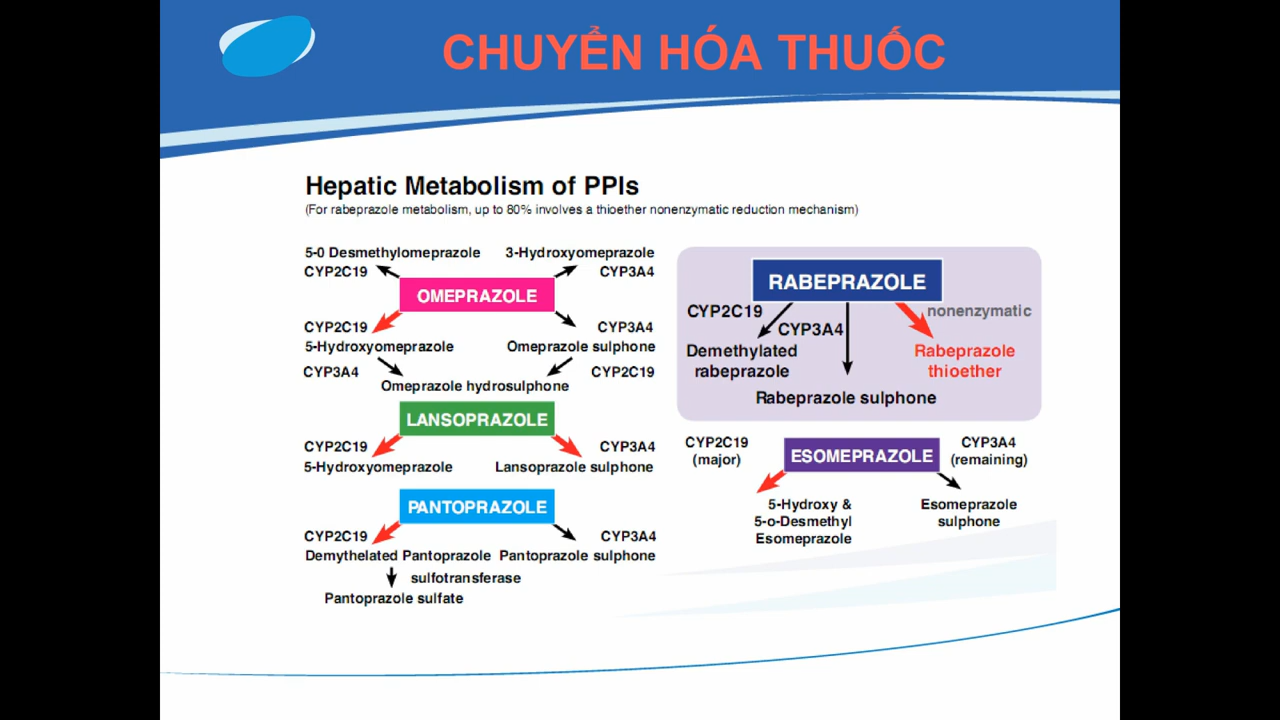 CHUYỂN HÓA THUỐC
Hepatic Metabolism of PPIs
(For rabeprazole metabolism, up to 80% involves a thioether nonenzymatic reduction mechanism)
5-0 Desmethylomeprazole
3-Hydroxyomeprazole
CYP2C19
CYP3A4
OMEPRAZOLE
CYP2C19
CYP3A4
5-Hydroxyomeprazole
Omeprazole sulphone
CYP3A4
CYP2C19
Omeprazole hydrosulphone
LANSOPRAZOLE
CYP2C19
CYP3A4
5-Hydroxyomeprazole
Lansoprazole sulphone
PANTOPRAZOLE
CYP2C19
CYP3A4
Demythelated Pantoprazole
Pantoprazole sulphone
sulfotransferase
Pantoprazole sulfate
RABEPRAZOLE
CYP2C19
nonenzymatic
CYP3A4
Demethylated
rabeprazole
Rabeprazole
thioether
Rabeprazole sulphone
CYP2C19
(major)
ESOMEPRAZOLE
CYP3A4
(remaining)
5-Hydroxy &
5-o-Desmethyl
Esomeprazole
Esomeprazole
sulphone